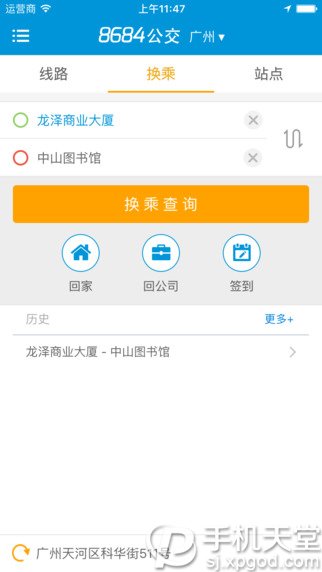 运营商 上午11:47
8684公交 广州▾
线路 换乘 站点
龙泽商业大厦
中山图书馆
换乘查询
回家 回公司 签到
历史 更多+
龙泽商业大厦 - 中山图书馆
广州天河区科华街511号
手机天堂
sj.xpgod.com